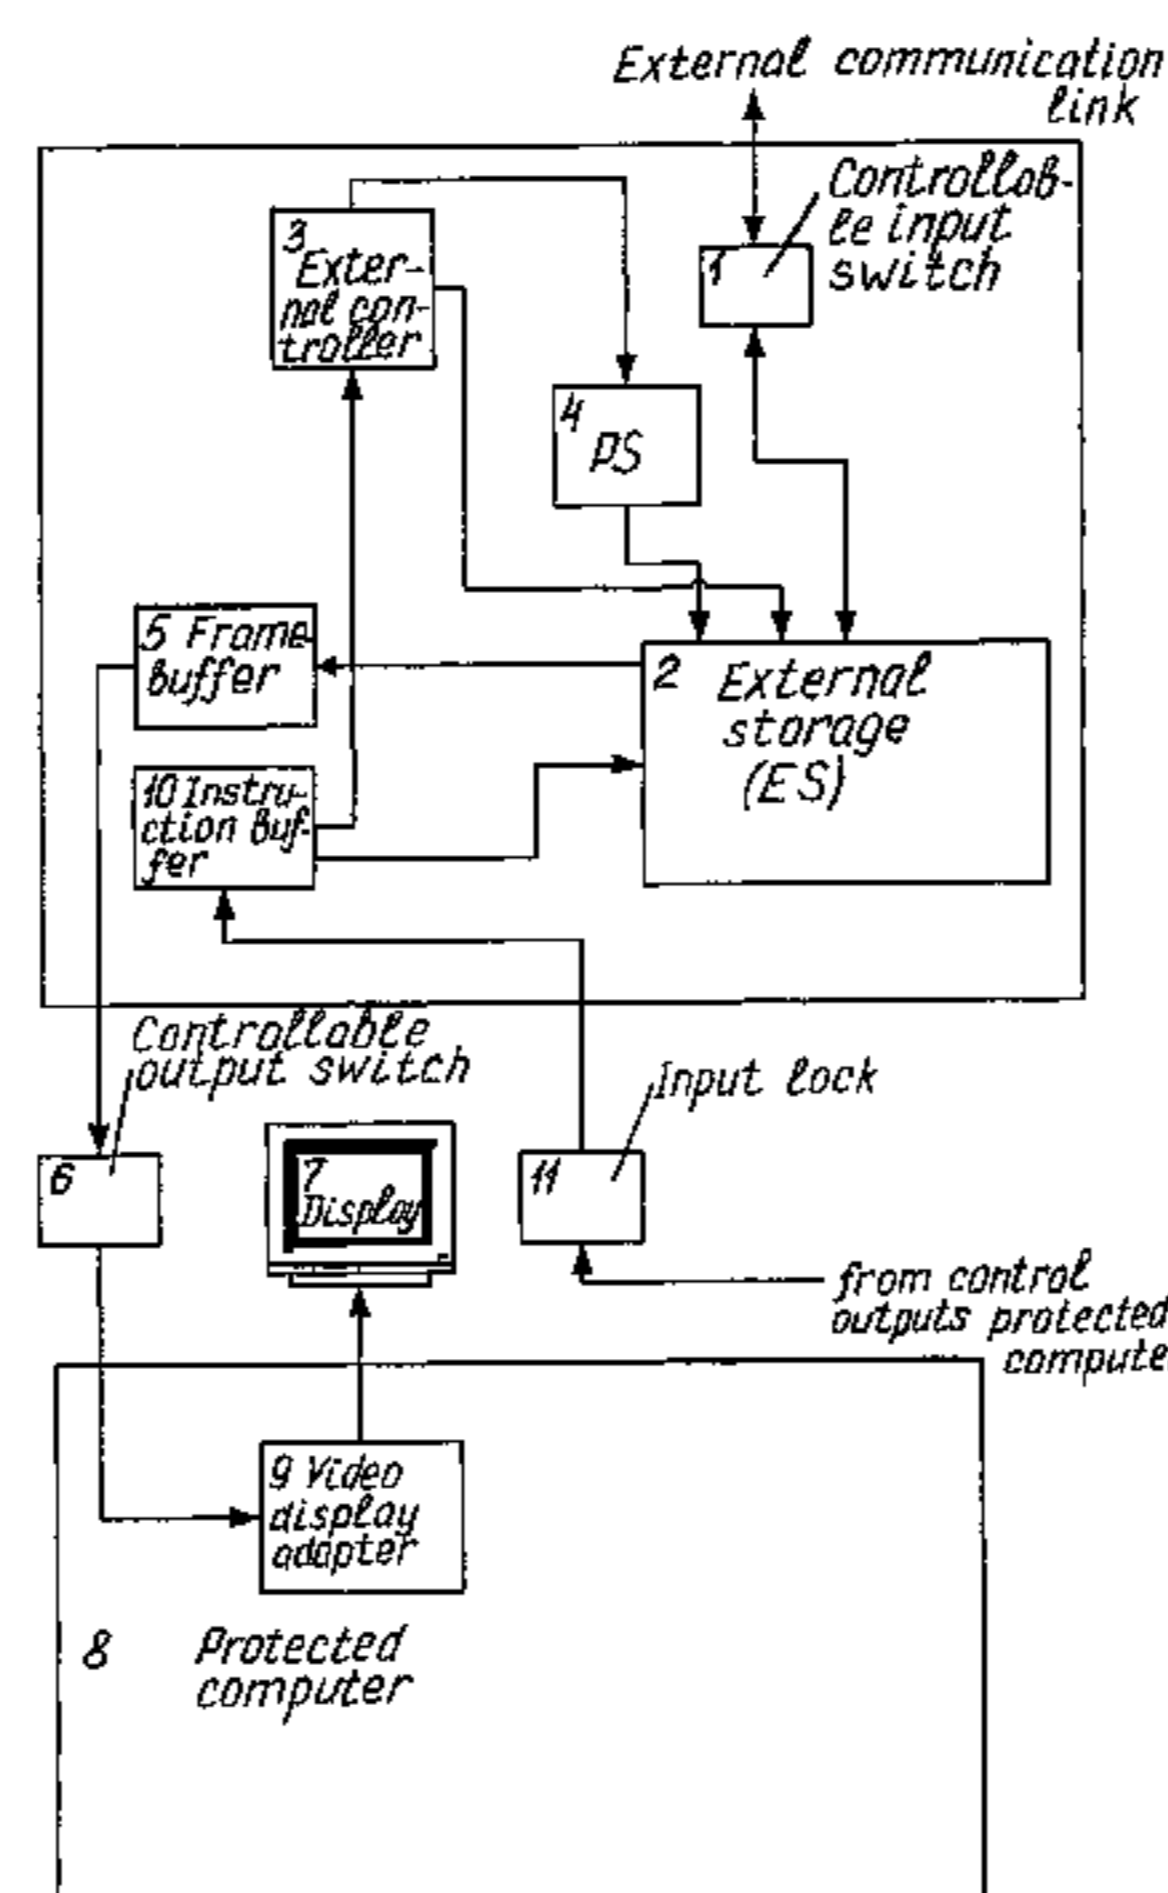 External communication
link
Controllab-
le input
switch
1
3
Exter-
nal con-
troller
4
PS
5 Frame
buffer
2 External
storage
(ES)
10 Instru-
ction buf-
fer
Controllable
output switch
Input lock
6
7
Display
11
from control
outputs protected
compute
9 Video
display
adapter
8 Protected
computer